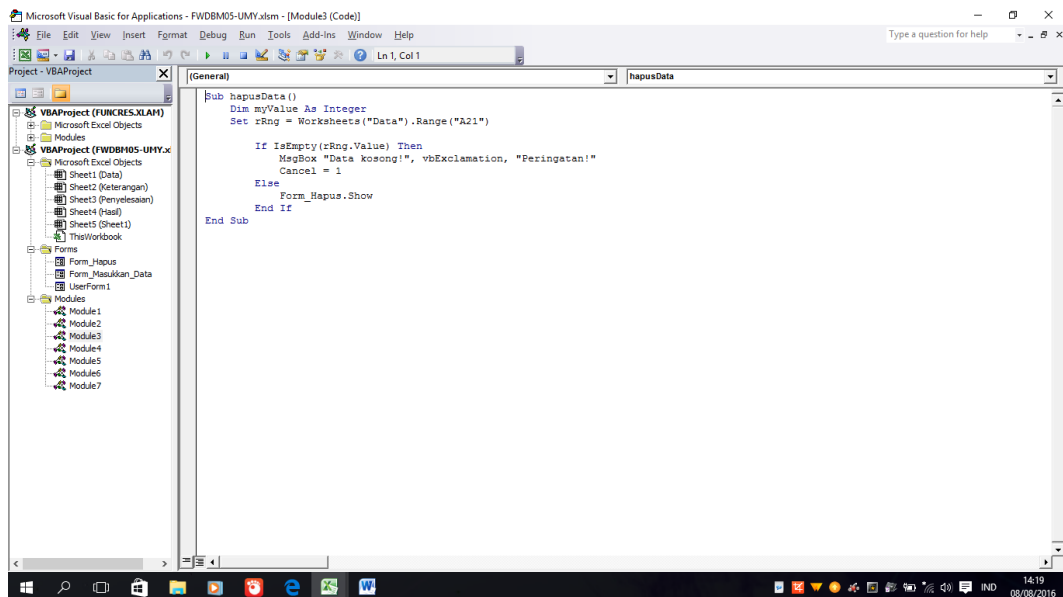 Microsoft Visual Basic for Applications - FWDBM05-UMY.xlsm - [Module3 (Code)]
File Edit View Insert Format Debug Run Tools Add-Ins Window Help
Type a question for help
Ln 1, Col 1
Project - VBAProject
(General)
hapusData
VBAProject (FUNCRES.XLAM)
Microsoft Excel Objects
Modules
VBAProject (FWDBM05-UMY.x
Microsoft Excel Objects
Sheet1 (Data)
Sheet2 (Keterangan)
Sheet3 (Penyelesaian)
Sheet4 (Hasil)
Sheet5 (Sheet1)
ThisWorkbook
Forms
Form_Hapus
Form_Masukkan_Data
UserForm1
Modules
Module1
Module2
Module3
Module4
Module5
Module6
Module7
Sub hapusData()
Dim myValue As Integer
Set rRng = Worksheets("Data").Range("A21")
If IsEmpty(rRng.Value) Then
MsgBox "Data kosong!", vbExclamation, "Peringatan!"
Cancel = 1
Else
Form_Hapus.Show
End If
End Sub
IND
14:19
08/08/2016